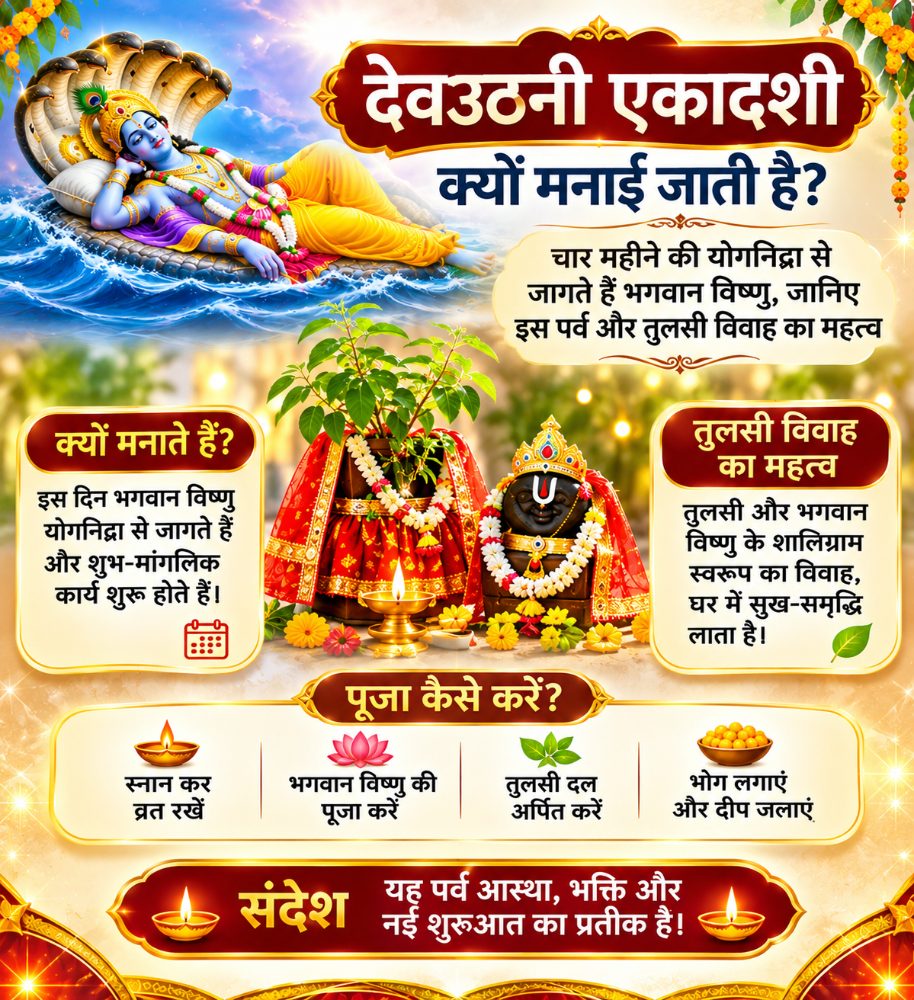 देवउठनी एकादशी
क्यों मनाई जाती है?
चार महीने की योगनिद्रा से
जागते हैं भगवान विष्णु, जानिए
इस पर्व और तुलसी विवाह का महत्व
क्यों मनाते हैं?
इस दिन भगवान विष्णु
योगनिद्रा से जागते हैं
और शुभ-मांगलिक
कार्य शुरू होते हैं!
तुलसी विवाह
का महत्व
तुलसी और भगवान
विष्णु के शालिग्राम
स्वरूप का विवाह,
घर में सुख-समृद्धि
लाता है!
पूजा कैसे करें?
स्नान कर
व्रत रखें
भगवान विष्णु की
पूजा करें
तुलसी दल
अर्पित करें
भोग लगाएं
और दीप जलाएं
संदेश
यह पर्व आस्था, भक्ति और
नई शुरुआत का प्रतीक है!